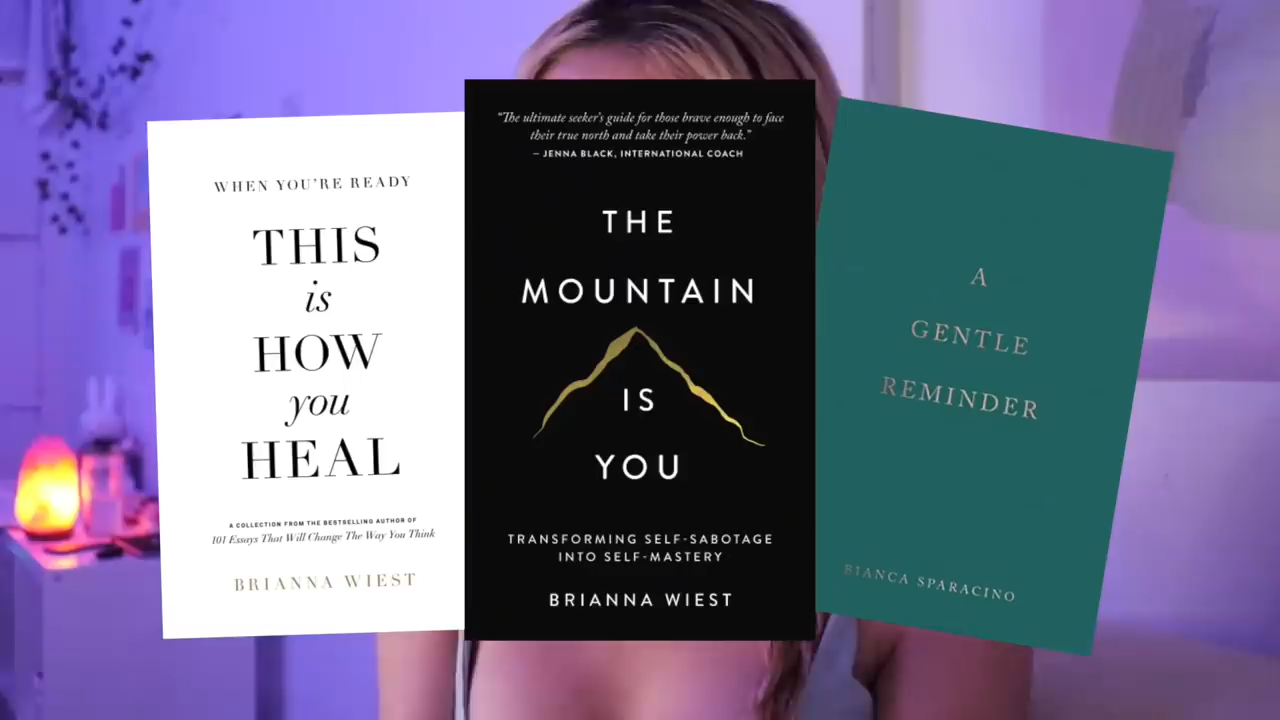 WHEN YOU'RE READY
THIS
is
HOW
you
HEAL
A COLLECTION FROM THE BESTSELLING AUTHOR OF
101 Essays That Will Change The Way You Think
BRIANNA WIEST
“The ultimate seeker's guide for those brave enough to face
their true north and take their power back.”
– JENNA BLACK, INTERNATIONAL COACH
THE
MOUNTAIN
IS
YOU
TRANSFORMING SELF-SABOTAGE
INTO SELF-MASTERY
BRIANNA WIEST
A
GENTLE
REMINDER
BIANCA SPARACINO